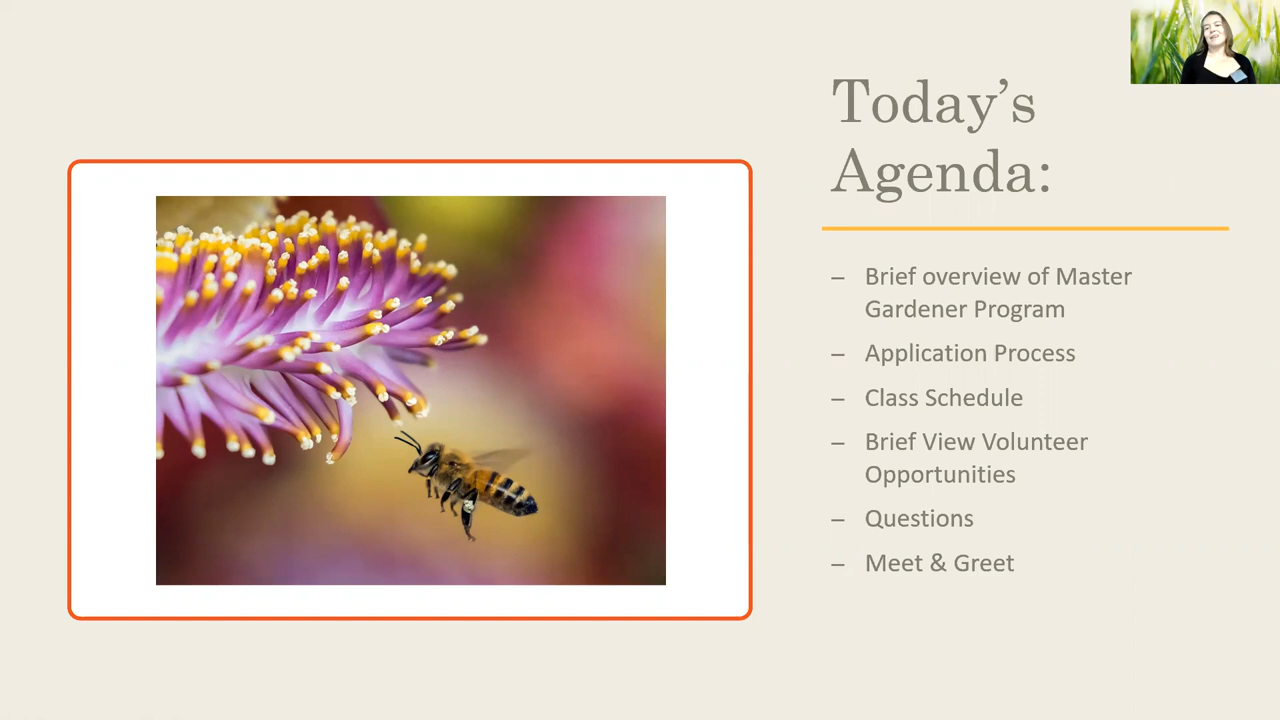 Today’s
Agenda:
– Brief overview of Master
Gardener Program
– Application Process
– Class Schedule
– Brief View Volunteer
Opportunities
– Questions
– Meet & Greet